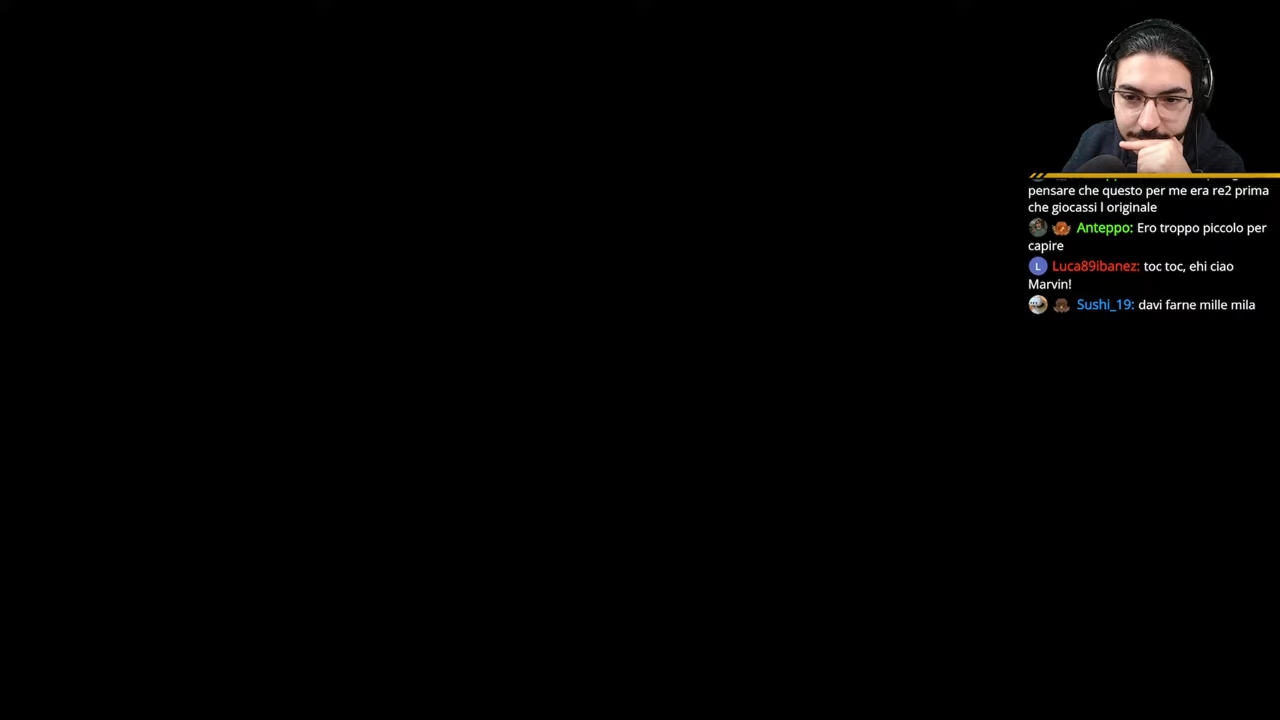 pensare che questo per me era re2 prima
che giocassi l originale
Anteppo: Ero troppo piccolo per
capire
L Luca89ibanez: toc toc, ehi ciao
Marvin!
Sushi_19: davi farne mille mila